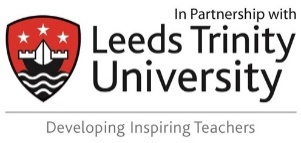 In Partnership with
Leeds Trinity
University
Developing Inspiring Teachers